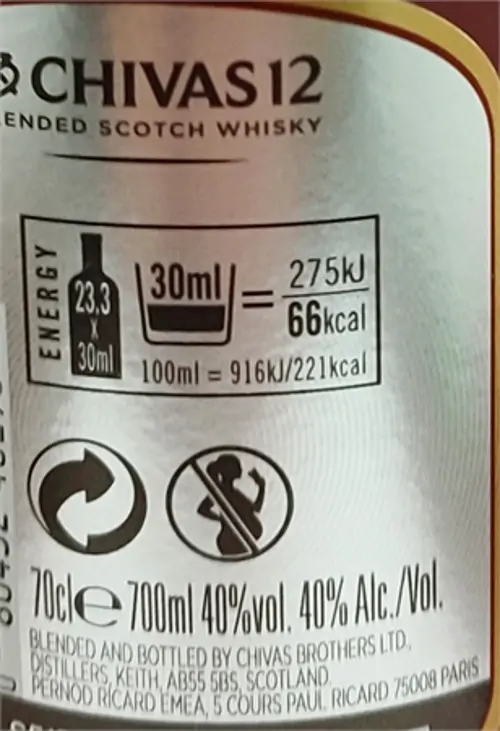 CHIVAS 12
BLENDED SCOTCH WHISKY
ENERGY
23.3
x
30ml
30ml
=
275kJ
66kcal
100ml = 916kJ/221kcal
70cl e 700ml 40%vol. 40% Alc./Vol.
BLENDED AND BOTTLED BY CHIVAS BROTHERS LTD.,
DISTILLERS, KEITH, AB55 5BS, SCOTLAND.
PERNOD RICARD EMEA, 5 COURS PAUL RICARD 75008 PARIS